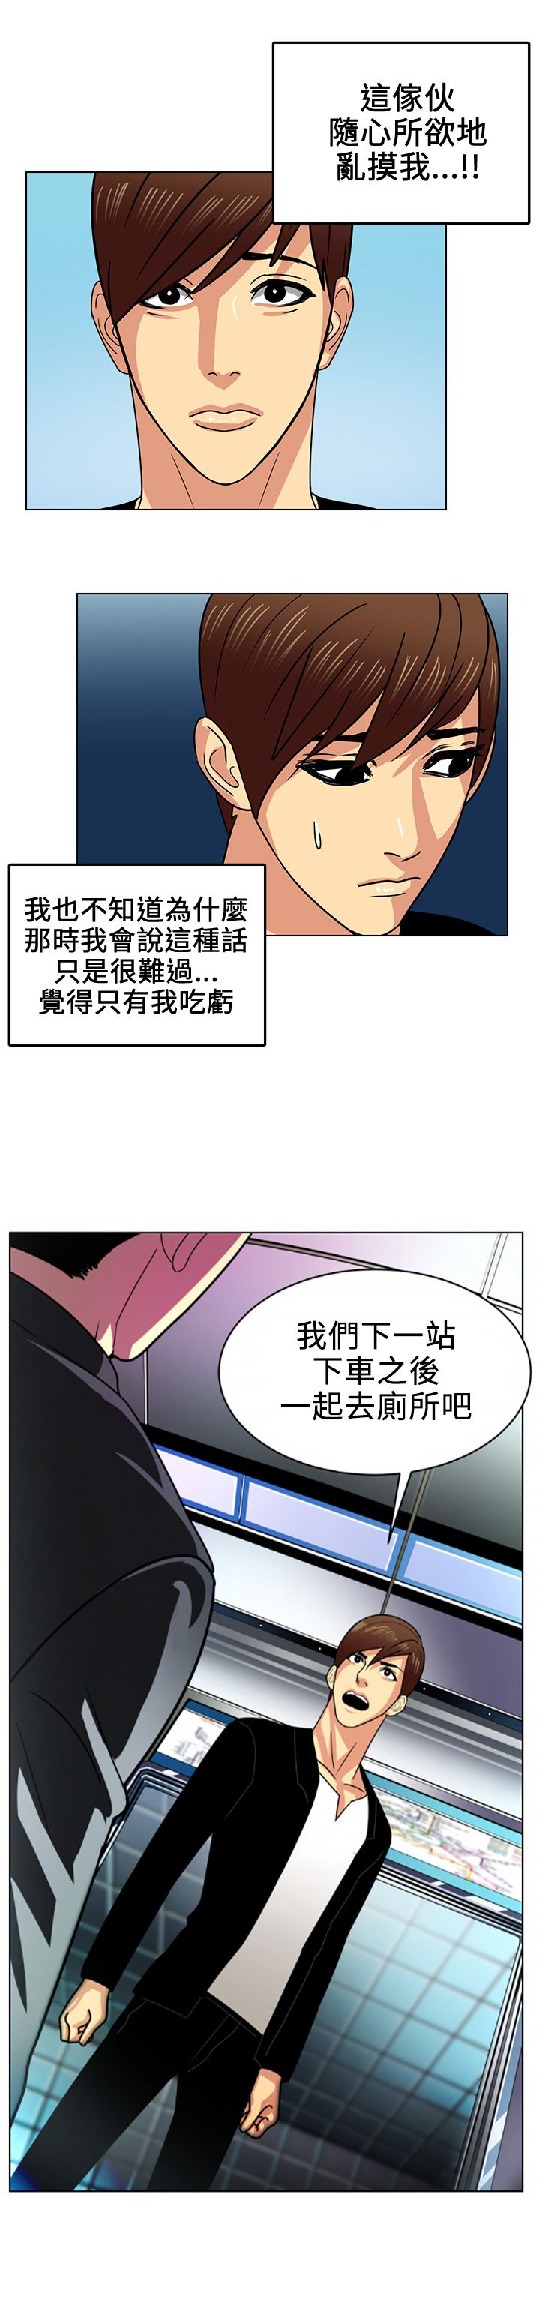 這傢伙
隨心所欲地
亂摸我...!!
我也不知道為什麼
那時我會說這種話
只是很難過...
覺得只有我吃虧
我們下一站
下車之後
一起去廁所吧